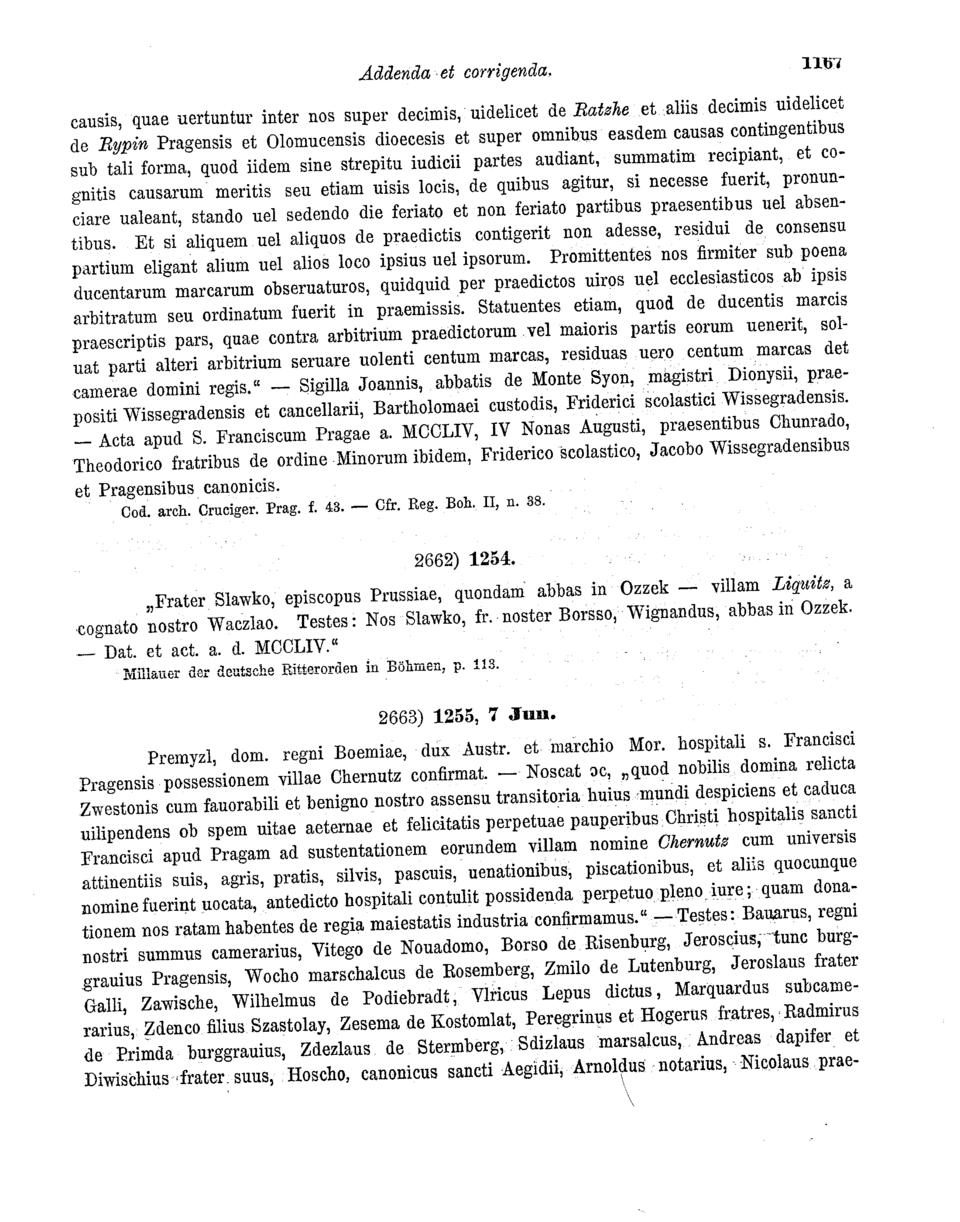 Addenda et corrigenda.
1167
causis, quae uertuntur inter nos super decimis, uidelicet de Ratzhe et aliis decimis uidelicet
de Rypin Pragensis et Olomucensis dioecesis et super omnibus easdem causas contingentibus
sub tali forma, quod iidem sine strepitu iudicii partes audiant, summatim recipiant, et co-
gnitis causarum meritis seu etiam uisis locis, de quibus agitur, si necesse fuerit, pronun-
ciare ualeant, stando uel sedendo die feriato et non feriato partibus praesentibus uel absen-
tibus. Et si aliquem uel aliquos de praedictis contigerit non adesse, residui de consensu
partium eligant alium uel alios loco ipsius uel ipsorum. Promittentes nos firmiter sub poena
ducentarum marcarum obseruaturos, quidquid per praedictos uiros uel ecclesiasticos ab ipsis
arbitratum seu ordinatum fuerit in praemissis. Statuentes etiam, quod de ducentis marcis
praescriptis pars, quae contra arbitrium praedictorum vel maioris partis eorum uenerit, sol-
uat parti alteri arbitrium seruare uolenti centum marcas, residuas uero centum marcas det
camerae domini regis.“ — Sigilla Joannis, abbatis de Monte Syon, magistri Dionysii, prae-
positi Wissegradensis et cancellarii, Bartholomaei custodis, Friderici scolastici Wissegradensis.
— Acta apud S. Franciscum Pragae a. MCCLIV, IV Nonas Augusti, praesentibus Chunrado,
Theodorico fratribus de ordine Minorum ibidem, Friderico scolastico, Jacobo Wissegradensibus
et Pragensibus canonicis.
Cod. arch. Cruciger. Prag. f. 43. — Cfr. Reg. Boh. II, n. 38.
2662) 1254.
„Frater Slawko, episcopus Prussiae, quondam abbas in Ozzek — villam Liquitz, a
cognato nostro Waczlao. Testes: Nos Slawko, fr. noster Borsso, Wignandus, abbas in Ozzek.
— Dat. et act. a. d. MCCLIV.“
Millauer der deutsche Ritterorden in Böhmen, p. 113.
2663) 1255, 7 Jun.
Premyzl, dom. regni Boemiae, dux Austr. et marchio Mor. hospitali s. Francisci
Pragensis possessionem villae Chernutz confirmat. — Noscat ɔc, „quod nobilis domina relicta
Zwestonis cum fauorabili et benigno nostro assensu transitoria huius mundi despiciens et caduca
uilipendens ob spem uitae aeternae et felicitatis perpetuae pauperibus Christi hospitalis sancti
Francisci apud Pragam ad sustentationem eorundem villam nomine Chernutz cum universis
attinentiis suis, agris, pratis, silvis, pascuis, uenationibus, piscationibus, et aliis quocunque
nomine fuerint uocata, antedicto hospitali contulit possidenda perpetuo pleno iure; quam dona-
tionem nos ratam habentes de regia maiestatis industria confirmamus.“ — Testes: Bauarus, regni
nostri summus camerarius, Vitego de Nouadomo, Borso de Risenburg, Jeroscius, tunc burg-
grauius Pragensis, Wocho marschalcus de Rosemberg, Zmilo de Lutenburg, Jeroslaus frater
Galli, Zawische, Wilhelmus de Podiebradt, Vlricus Lepus dictus, Marquardus subcame-
rarius, Zdenco filius Szastolay, Zesema de Kostomlat, Peregrinus et Hogerus fratres, Radmirus
de Primda burggrauius, Zdezlaus de Stermberg, Sdizlaus marsalcus, Andreas dapifer et
Diwischius frater suus, Hoscho, canonicus sancti Aegidii, Arnoldus notarius, Nicolaus prae-